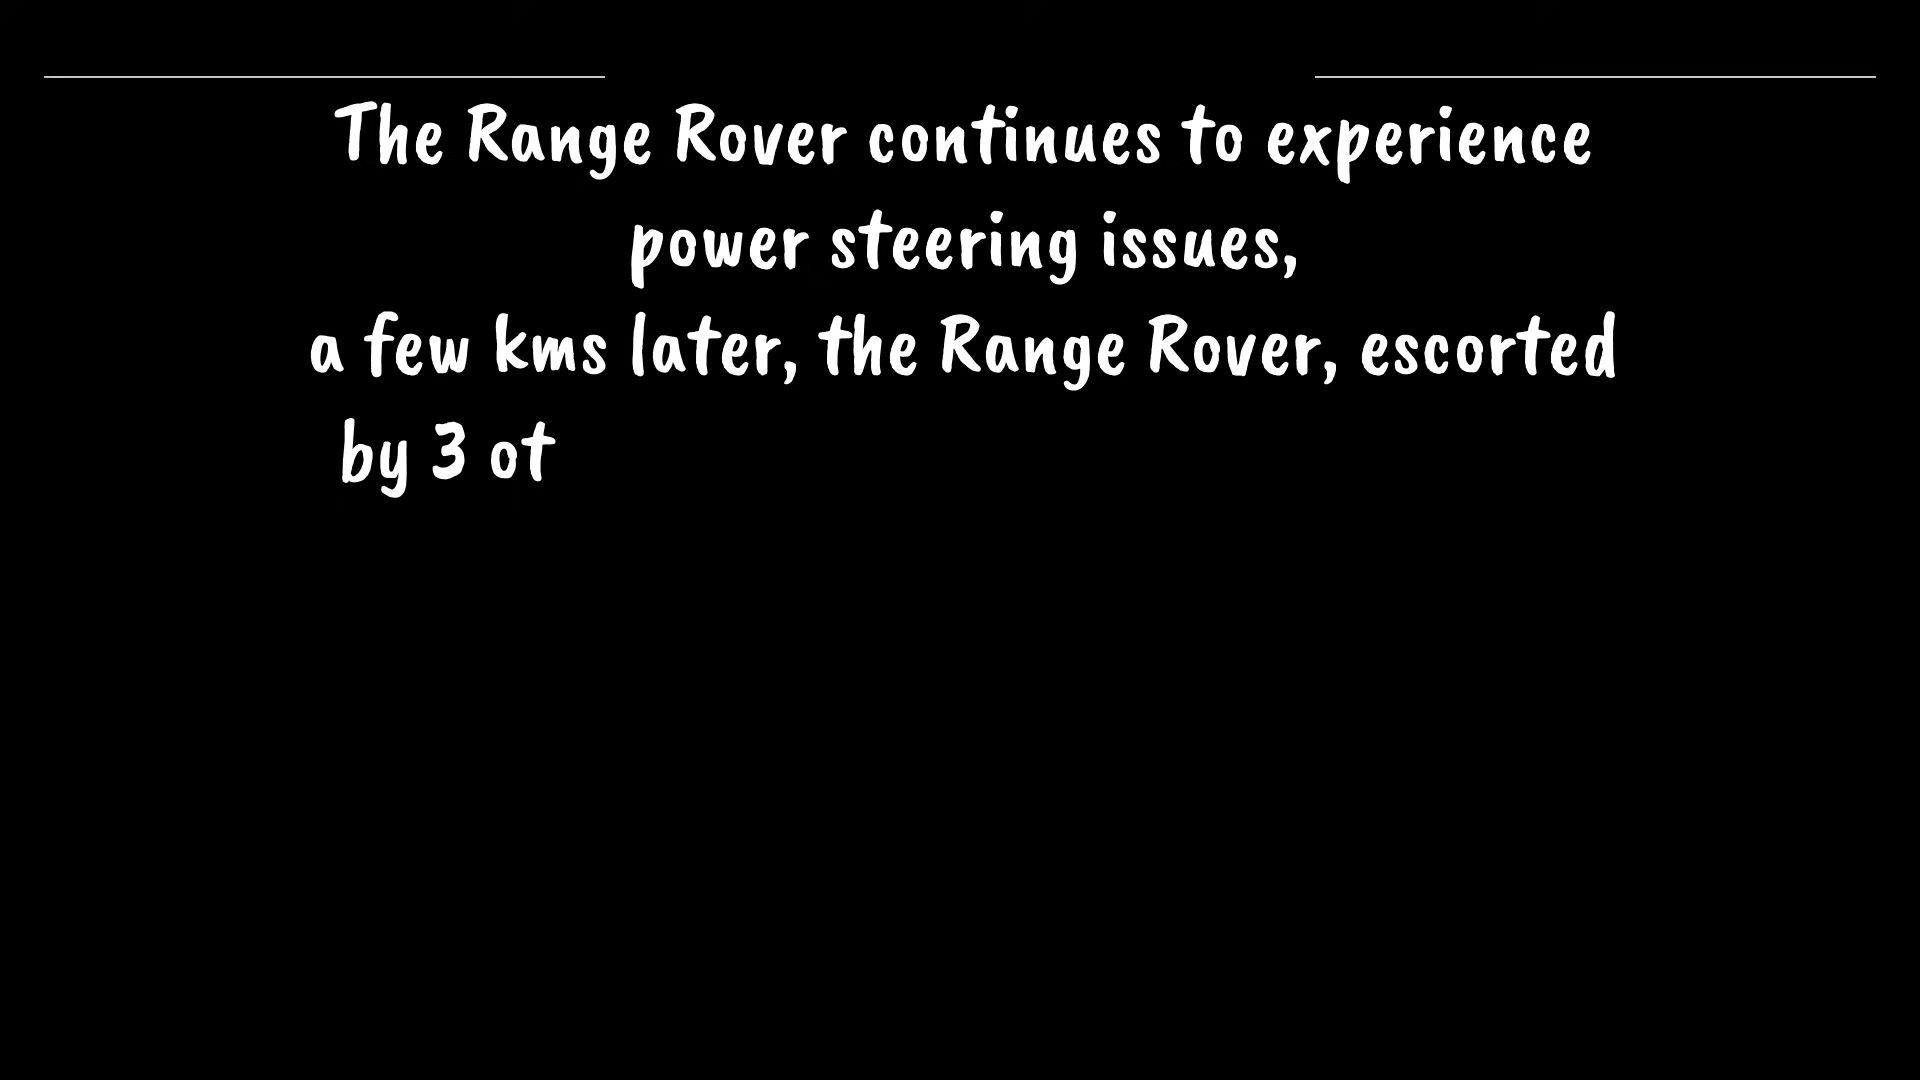 The Range Rover continues to experience
power steering issues,
a few kms later, the Range Rover, escorted
by 3 ot